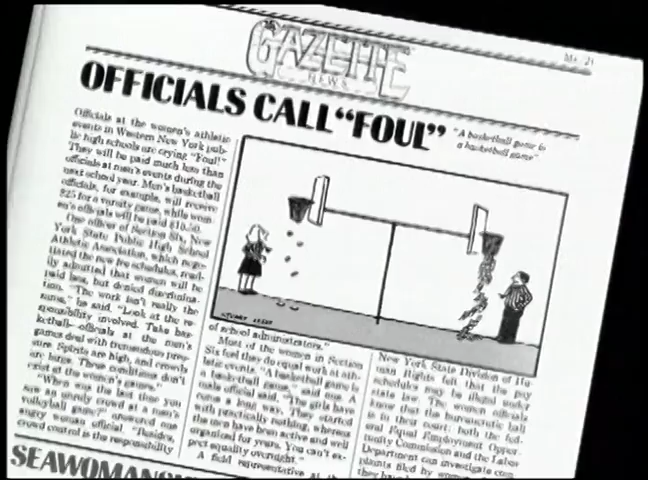 GAZETTE
NEWS
OFFICIALS CALL "FOUL"
"A basketball game is
a basketball game"
Officials at the women's athletic
events in Western New York pub-
lic high schools are crying "Foul!"
They will be paid much less than
officials at men's events during the
next school year. Men's basketball
officials, for example, will receive
$25 for a varsity game, while wom-
en's officials will be paid
One officer of Section Six, New
York State Public High School
Athletic Association, which nego-
tiated the new fee schedules, read-
ily admitted that women will be
paid less, but denied discrimina-
tion. "The work isn't really the
same," he said. "Look at the re-
sponsibility involved. Take bas-
ketball—officials at the men's
games deal with tremendous pres-
sure. Spirits are high, and crowds
are huge. These conditions don't
exist at the women's games."
"When was the last time you
saw an unruly crowd at a men's
volleyball game?" answered one
angry woman official. "Besides,
crowd control is the responsibility
of school administrators."
Most of the women in Section
Six feel they do equal work at ath-
letic events. "A basketball game is
a basketball game," said one. A
male official said, "The girls have
come a long way. They started
with practically nothing, whereas
the men have been active and well
organized for years. You can't ex-
pect equality overnight."
A field representative at the
New York State Division of Hu-
man Rights felt that the pay
schedules may be illegal under
state law. The women officials
know that the bureaucratic ball
is in their court: both the fed-
eral Equal Employment Oppor-
tunity Commission and the Labor
Department can investigate com-
plaints filed by
they have